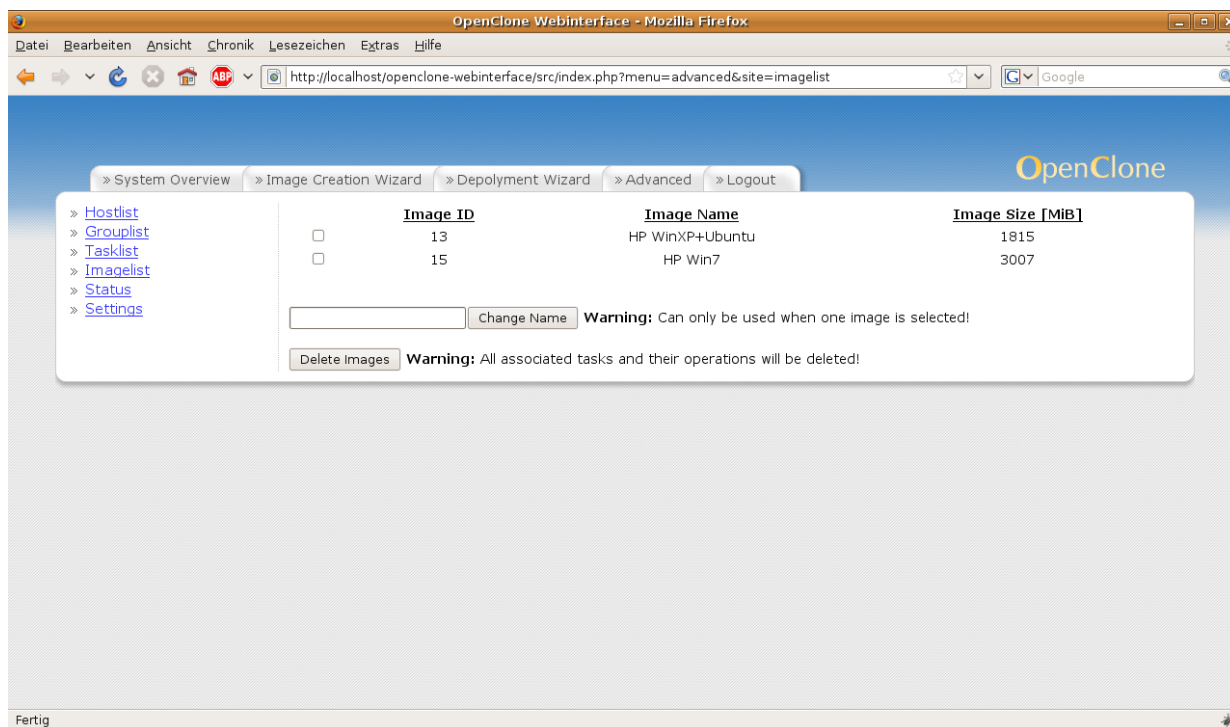 OpenClone Webinterface - Mozilla Firefox
Datei Bearbeiten Ansicht Chronik Lesezeichen Extras Hilfe
ABP http://localhost/openclone-webinterface/src/index.php?menu=advanced&site=imagelist G Google
OpenClone
» System Overview » Image Creation Wizard » Depolyment Wizard » Advanced » Logout
» Hostlist
» Grouplist
» Tasklist
» Imagelist
» Status
» Settings
Image ID Image Name Image Size [MiB]
13 HP WinXP+Ubuntu 1815
15 HP Win7 3007
Change Name Warning: Can only be used when one image is selected!
Delete Images Warning: All associated tasks and their operations will be deleted!
Fertig